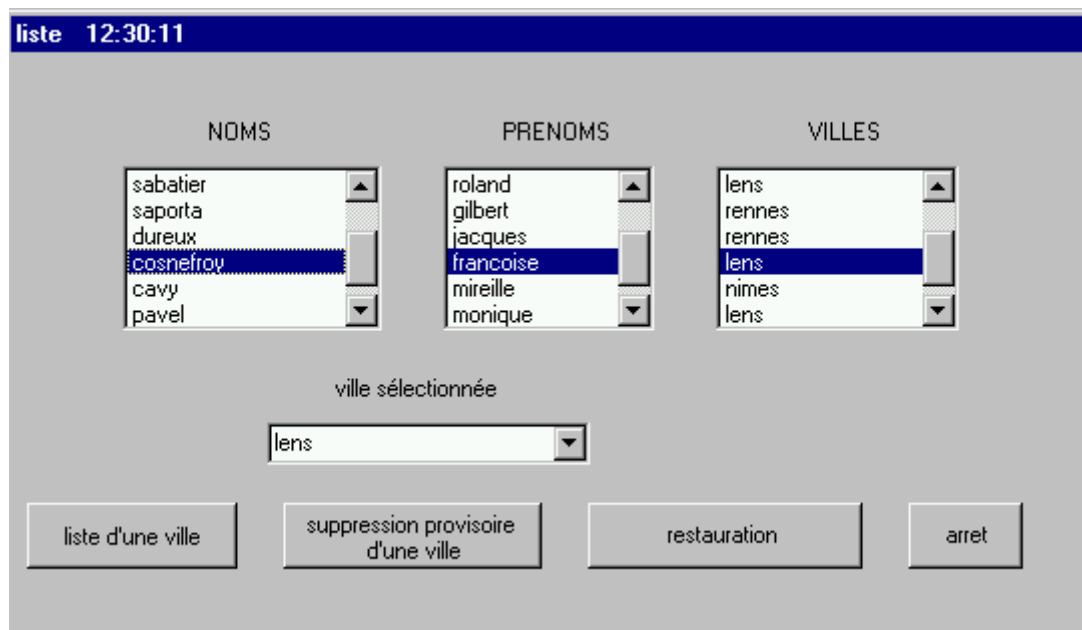 liste 12:30:11
NOMS PRENOMS VILLES
sabatier roland lens
saporta gilbert rennes
dureux jacques rennes
cosnefroy francoise lens
cavy mireille nimes
pavel monique lens
ville sélectionnée
lens
liste d'une ville
suppression provisoire
d'une ville
restauration
arret